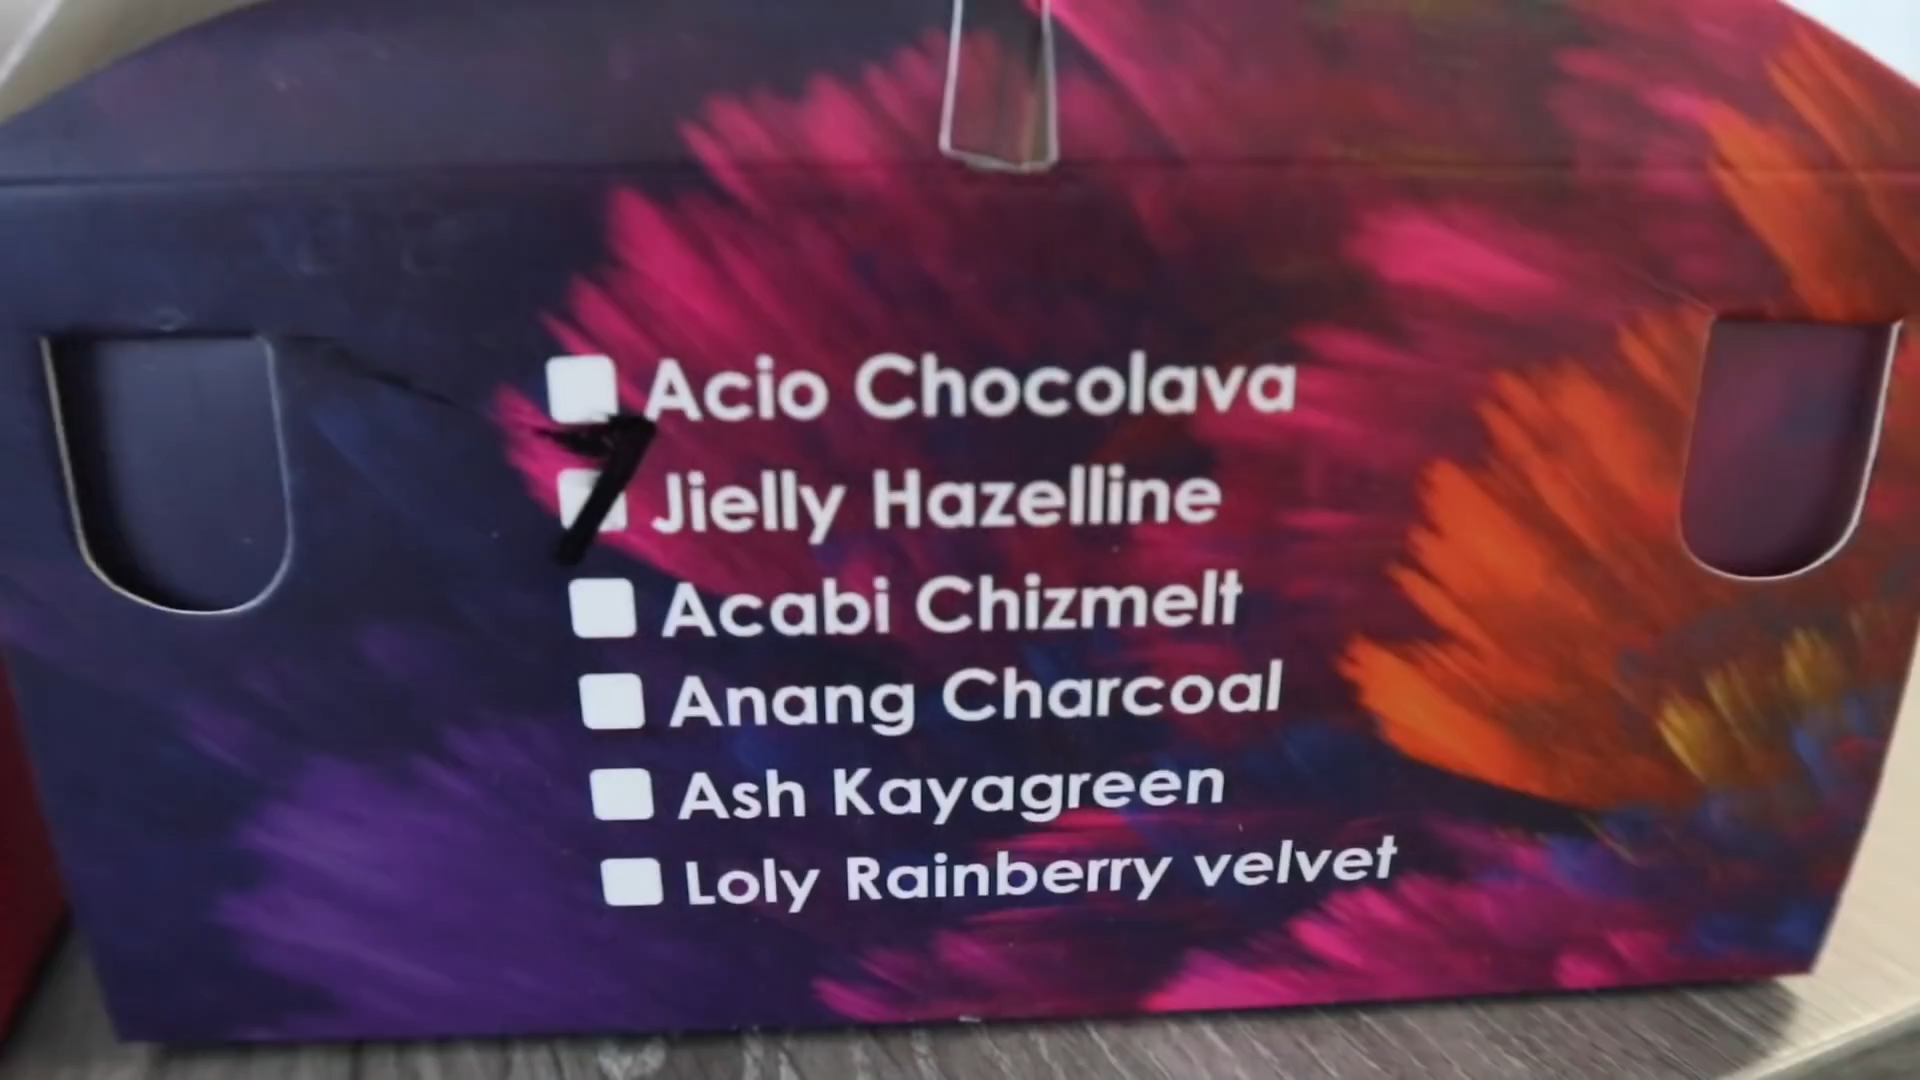 Acio Chocolava
Jielly Hazelline
Acabi Chizmelt
Anang Charcoal
Ash Kayagreen
Loly Rainberry velvet